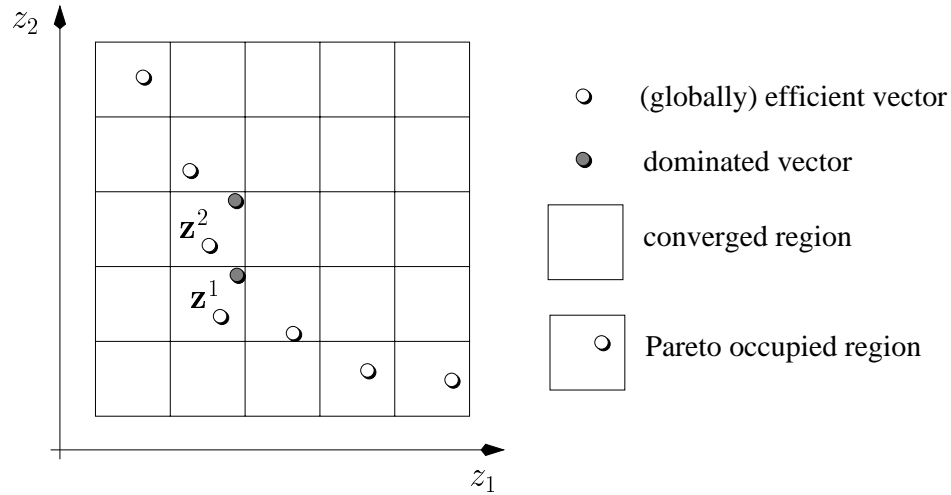 z₂
(globally) efficient vector
dominated vector
z²
converged region
z¹
Pareto occupied region
z₁